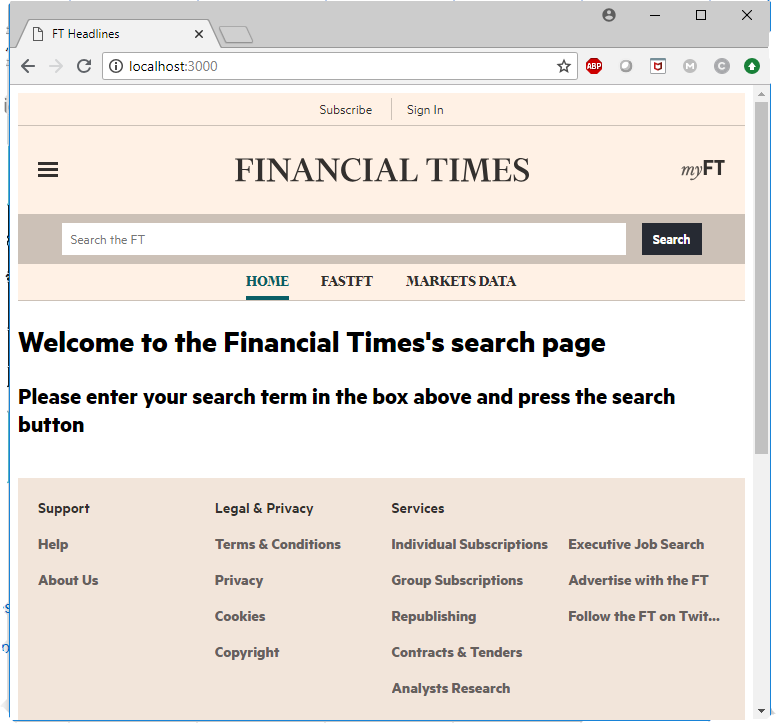 FT Headlines
localhost:3000
ABP
M
C
Subscribe
Sign In
FINANCIAL TIMES
myFT
Search the FT
Search
HOME
FASTFT
MARKETS DATA
Welcome to the Financial Times's search page
Please enter your search term in the box above and press the search
button
Support
Help
About Us
Legal & Privacy
Terms & Conditions
Privacy
Cookies
Copyright
Services
Individual Subscriptions
Group Subscriptions
Republishing
Contracts & Tenders
Analysts Research
Executive Job Search
Advertise with the FT
Follow the FT on Twit...